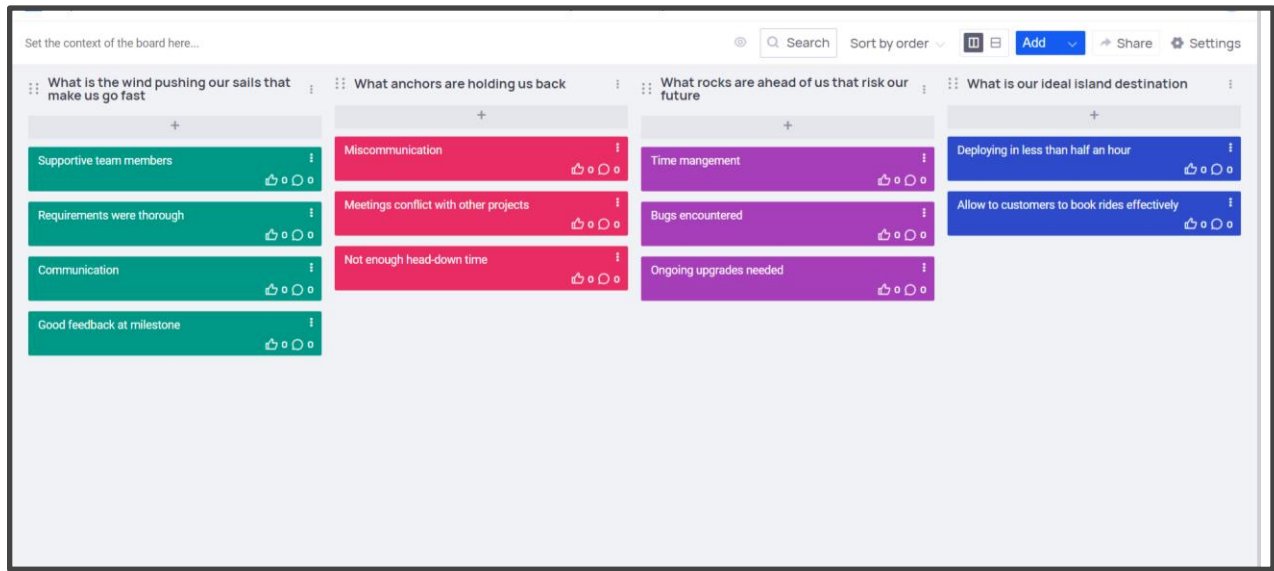 Set the context of the board here...
Search
Sort by order
Add
Share
Settings
What is the wind pushing our sails that
make us go fast
+
Supportive team members
0 0
Requirements were thorough
0 0
Communication
0 0
Good feedback at milestone
0 0
What anchors are holding us back
+
Miscommunication
0 0
Meetings conflict with other projects
0 0
Not enough head-down time
0 0
What rocks are ahead of us that risk our
future
+
Time mangement
0 0
Bugs encountered
0 0
Ongoing upgrades needed
0 0
What is our ideal island destination
+
Deploying in less than half an hour
0 0
Allow to customers to book rides effectively
0 0